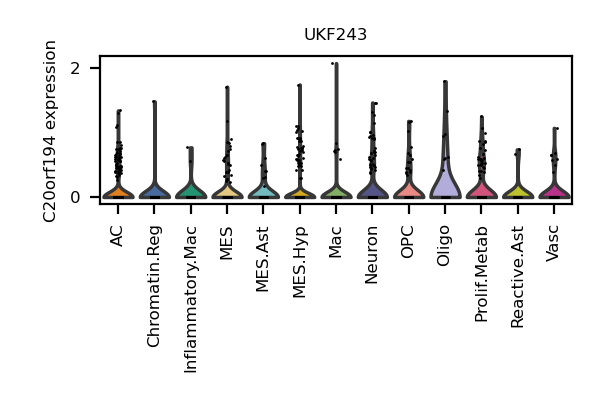 UKF243
C20orf194 expression
2
0
AC
Chromatin.Reg
Inflammatory.Mac
MES
MES.Ast
MES.Hyp
Mac
Neuron
OPC
Oligo
Prolif.Metab
Reactive.Ast
Vasc